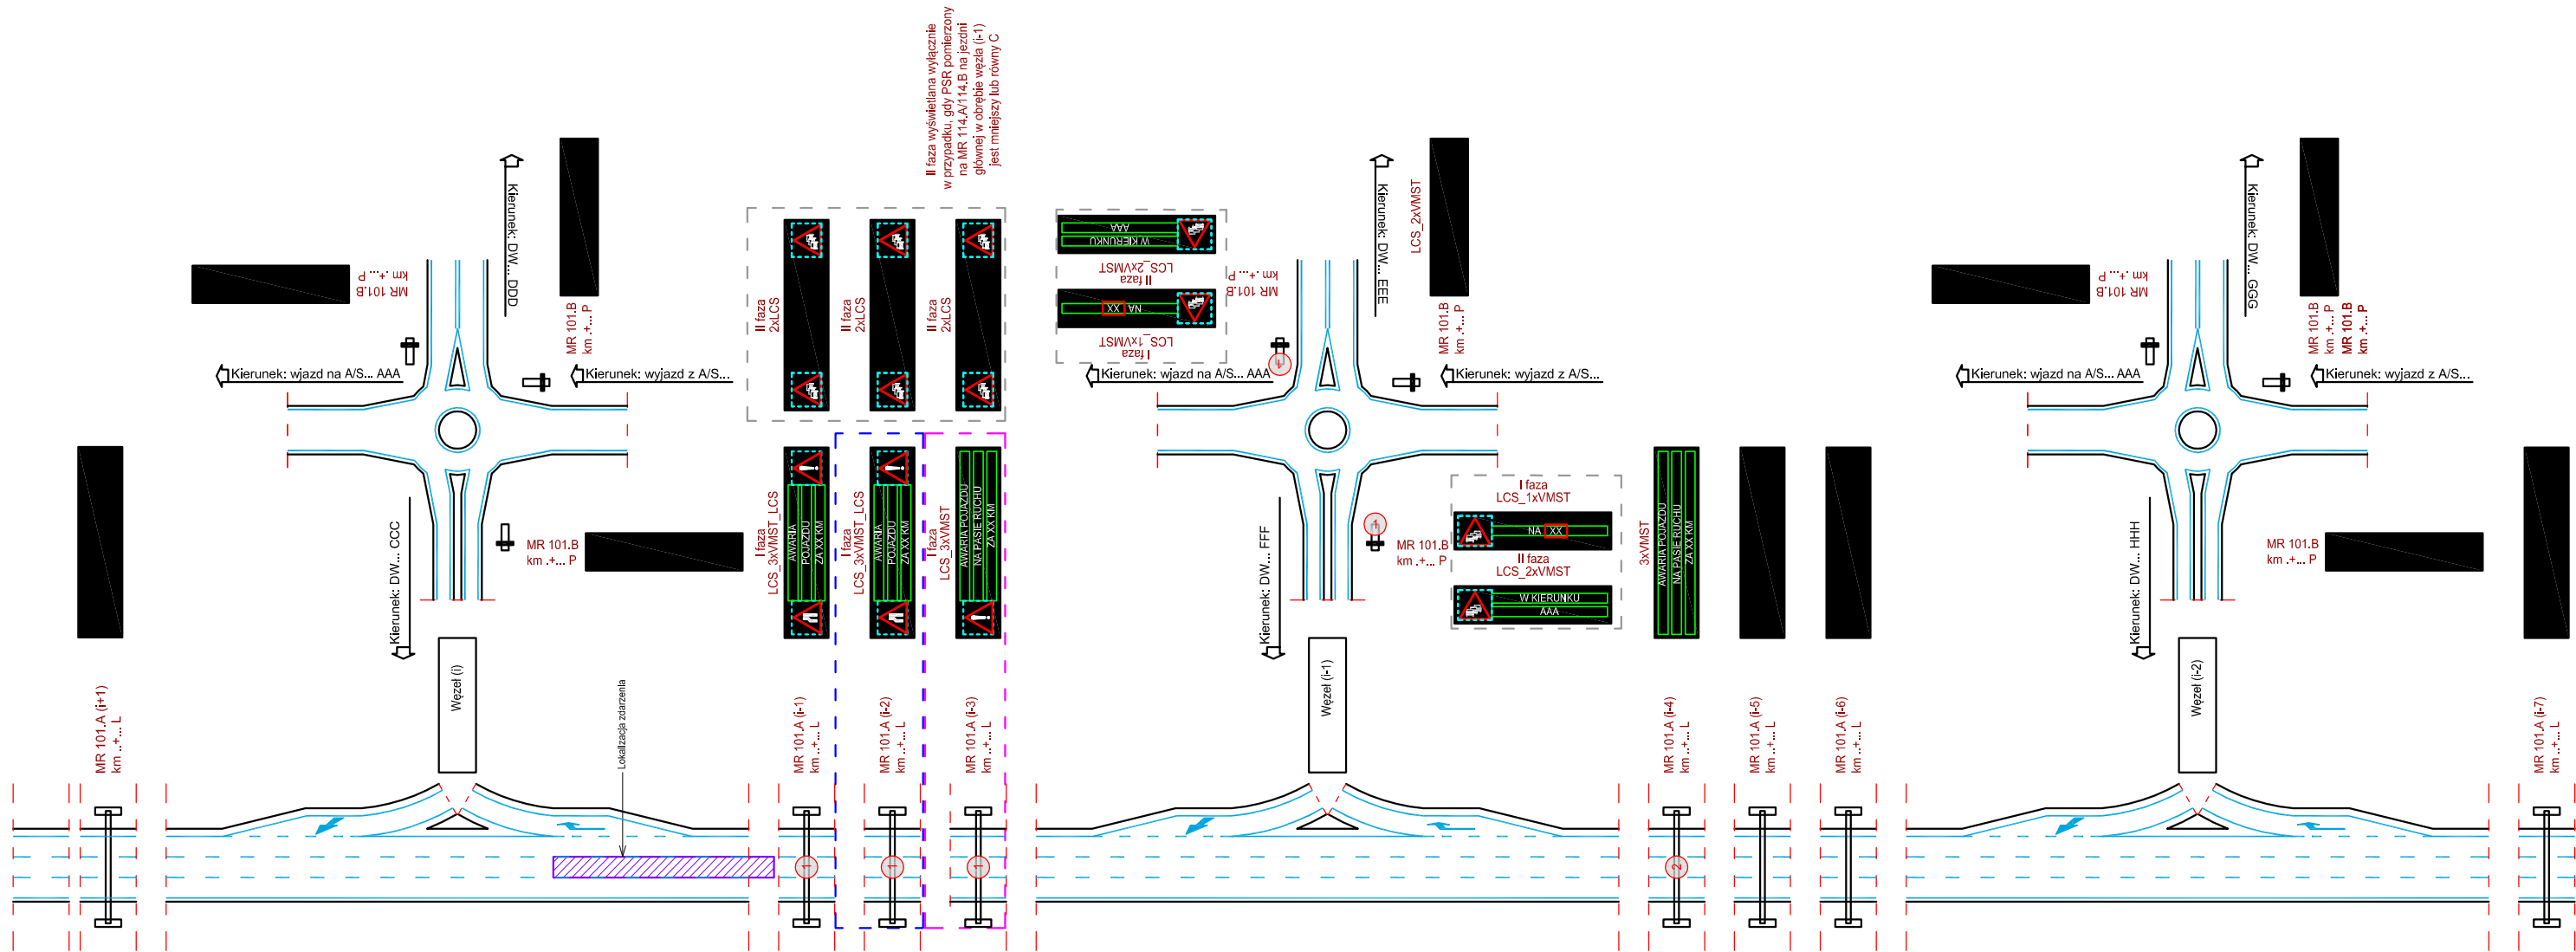 II faza wyświetlana wyłącznie
w przypadku, gdy PSR pomierzony
na MR 114.A/114.B na jezdni
głównej w obrębie węzła (i-1)
jest mniejszy lub równy C
MR 101.A (i+1)
km ..+... L
MR 101.B
km .+... P
Kierunek: DW... DDD
MR 101.B
km .+... P
Kierunek: wjazd na A/S... AAA
Kierunek: wyjazd z A/S...
Kierunek: DW... CCC
MR 101.B
km .+... P
Węzeł (i)
Lokalizacja zdarzenia
II faza
2xLCS
II faza
2xLCS
II faza
2xLCS
I faza
LCS_3xVMST_LCS
AWARIA
POJAZDU
ZA XX KM
I faza
LCS_3xVMST_LCS
AWARIA
POJAZDU
ZA XX KM
I faza
LCS_3xVMST
AWARIA POJAZDU
NA PASIE RUCHU
ZA XX KM
MR 101.A (i-1)
km ..+... L
MR 101.A (i-2)
km ..+... L
MR 101.A (i-3)
km ..+... L
1
1
1
W KIERUNKU
AAA
II faza
LCS_2xVMST
NA XX
I faza
LCS_1xVMST
MR 101.B
km .+... P
4
Kierunek: DW... EEE
LCS_2xVMST
MR 101.B
km .+... P
Kierunek: wjazd na A/S... AAA
Kierunek: wyjazd z A/S...
Kierunek: DW... FFF
4
MR 101.B
km .+... P
I faza
LCS_1xVMST
NA XX
II faza
LCS_2xVMST
W KIERUNKU
AAA
Węzeł (i-1)
3xVMST
AWARIA POJAZDU
NA PASIE RUCHU
ZA XX KM
MR 101.A (i-4)
km ..+... L
2
MR 101.A (i-5)
km ..+... L
MR 101.A (i-6)
km ..+... L
MR 101.B
km .+... P
Kierunek: DW... GGG
MR 101.B
km .+... P
MR 101.B
km .+... P
Kierunek: wjazd na A/S... AAA
Kierunek: wyjazd z A/S...
Kierunek: DW... HHH
MR 101.B
km .+... P
Węzeł (i-2)
MR 101.A (i-7)
km ..+... L